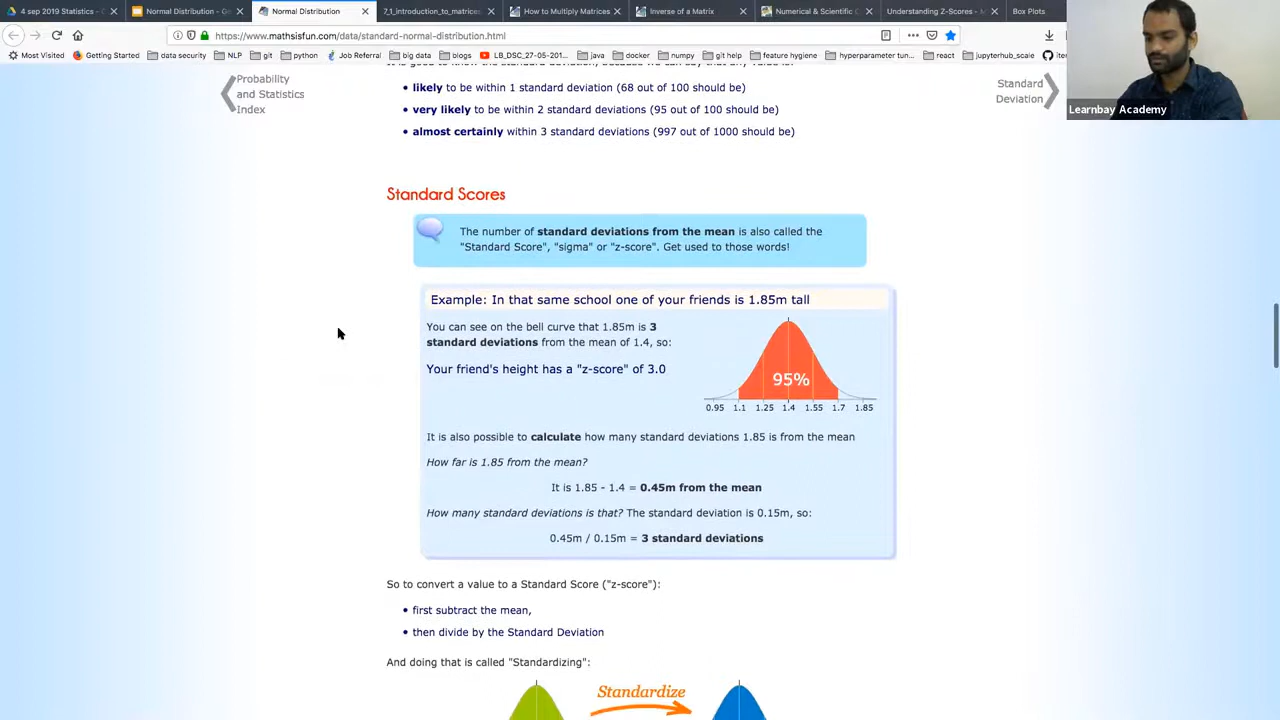 4 sep 2019 Statistics - G
Normal Distribution - Ge
Normal Distribution
7_1_introduction_to_matrices
How to Multiply Matrices
Inverse of a Matrix
Numerical & Scientific C
Understanding Z-Scores - M
Box Plots
https://www.mathsisfun.com/data/standard-normal-distribution.html
Most Visited
Getting Started
data security
NLP
git
python
Job Referral
big data
blogs
LB_DSC_27-05-201...
java
docker
numpy
git help
feature hygiene
hyperparameter tun...
react
jupyterhub_scale
Learnbay Academy
Probability
and Statistics
Index
Standard
Deviation
• likely to be within 1 standard deviation (68 out of 100 should be)
• very likely to be within 2 standard deviations (95 out of 100 should be)
• almost certainly within 3 standard deviations (997 out of 1000 should be)
Standard Scores
The number of standard deviations from the mean is also called the
"Standard Score", "sigma" or "z-score". Get used to those words!
Example: In that same school one of your friends is 1.85m tall
You can see on the bell curve that 1.85m is 3
standard deviations from the mean of 1.4, so:
Your friend's height has a "z-score" of 3.0
95%
0.95 1.1 1.25 1.4 1.55 1.7 1.85
It is also possible to calculate how many standard deviations 1.85 is from the mean
How far is 1.85 from the mean?
It is 1.85 - 1.4 = 0.45m from the mean
How many standard deviations is that? The standard deviation is 0.15m, so:
0.45m / 0.15m = 3 standard deviations
So to convert a value to a Standard Score ("z-score"):
• first subtract the mean,
• then divide by the Standard Deviation
And doing that is called "Standardizing":
Standardize